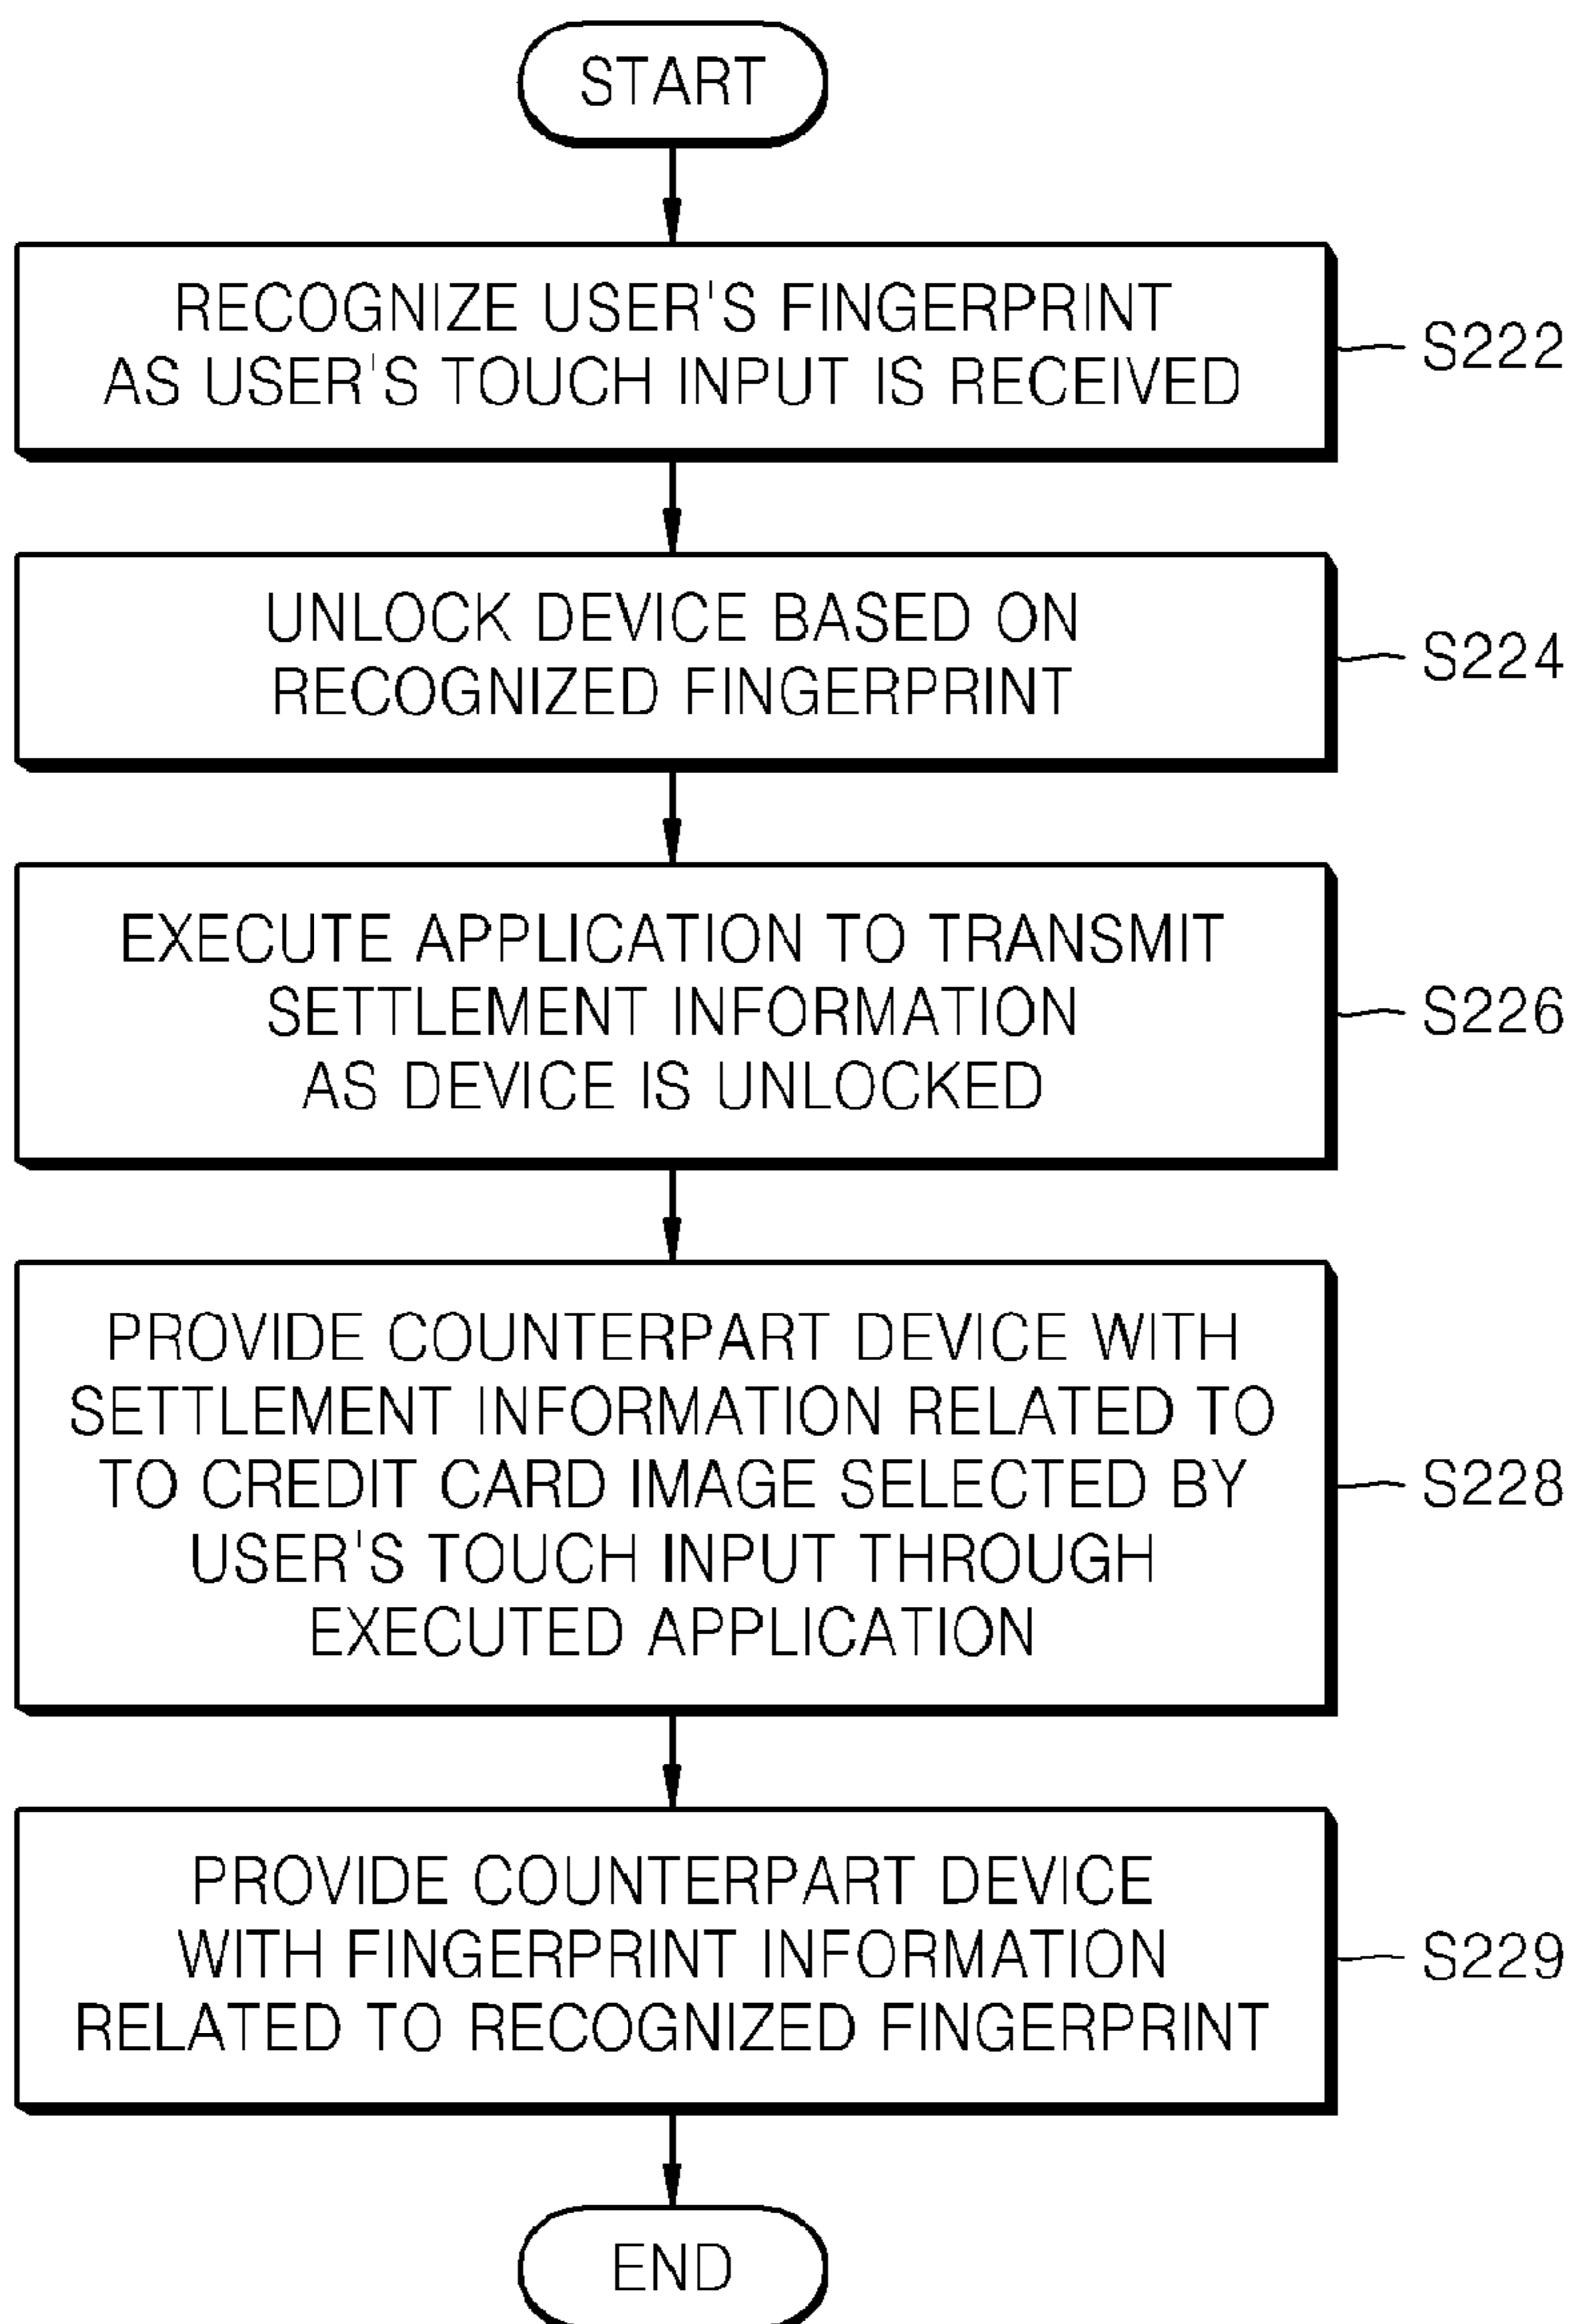 START
RECOGNIZE USER'S FINGERPRINT
AS USER'S TOUCH INPUT IS RECEIVED
S222
UNLOCK DEVICE BASED ON
RECOGNIZED FINGERPRINT
S224
EXECUTE APPLICATION TO TRANSMIT
SETTLEMENT INFORMATION
AS DEVICE IS UNLOCKED
S226
PROVIDE COUNTERPART DEVICE WITH
SETTLEMENT INFORMATION RELATED TO
TO CREDIT CARD IMAGE SELECTED BY
USER'S TOUCH INPUT THROUGH
EXECUTED APPLICATION
S228
PROVIDE COUNTERPART DEVICE
WITH FINGERPRINT INFORMATION
RELATED TO RECOGNIZED FINGERPRINT
S229
END